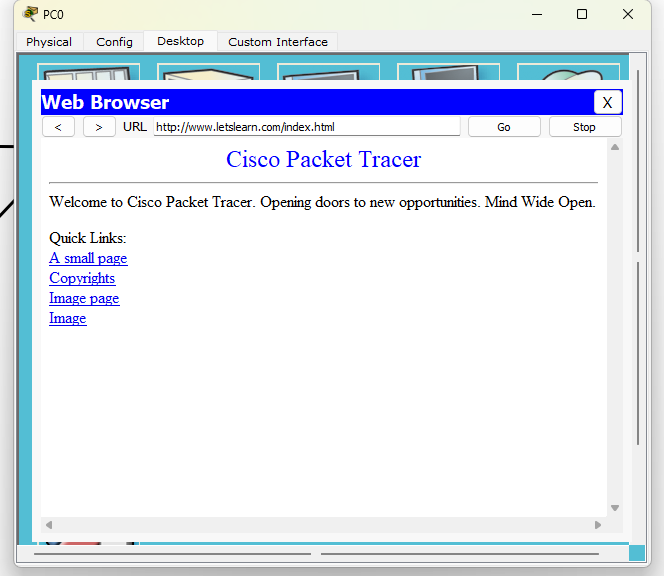 PC0
Physical Config Desktop Custom Interface
Web Browser X
< > URL http://www.letslearn.com/index.html Go Stop
Cisco Packet Tracer
Welcome to Cisco Packet Tracer. Opening doors to new opportunities. Mind Wide Open.
Quick Links:
A small page
Copyrights
Image page
Image